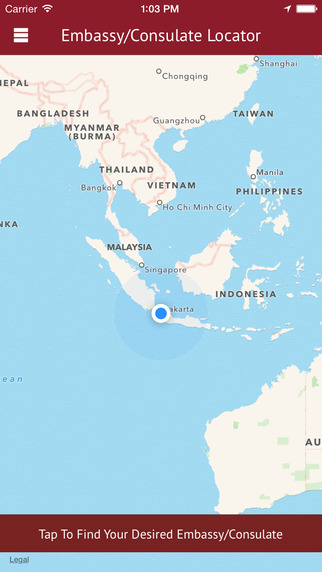 Carrier 1:03 PM
Embassy/Consulate Locator
Shanghai
Chongqing
NEPAL
BANGLADESH
TAIWAN
Guangzhou
MYANMAR
(BURMA)
THAILAND
Manila
Bangkok
VIETNAM
PHILIPPINES
Ho Chi Minh City
NKA
MALAYSIA
Singapore
INDONESIA
akarta
ean
AU
Tap To Find Your Desired Embassy/Consulate
Legal